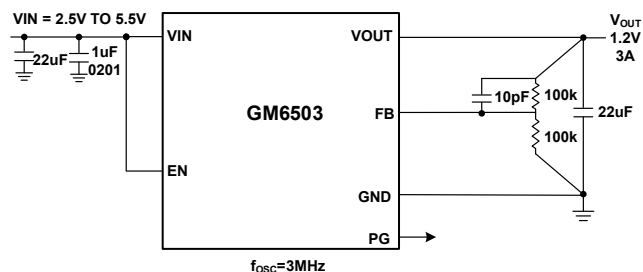 VIN = 2.5V TO 5.5V
22uF
1uF
0201
VIN
EN
GM6503
VOUT
FB
GND
PG
10pF
100k
100k
22uF
VOUT
1.2V
3A
fOSC=3MHz